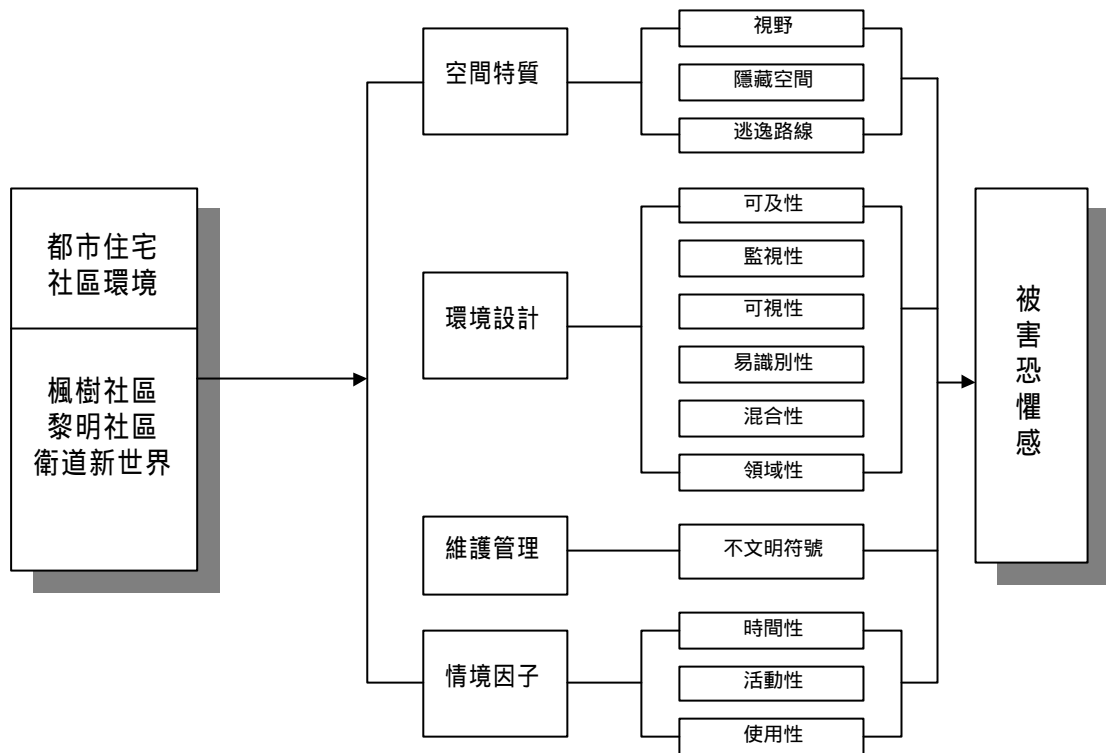 都市住宅
社區環境
楓樹社區
黎明社區
衛道新世界
空間特質
視野
隱藏空間
逃逸路線
環境設計
可及性
監視性
可視性
易識別性
混合性
領域性
維護管理
不文明符號
情境因子
時間性
活動性
使用性
被害恐懼感